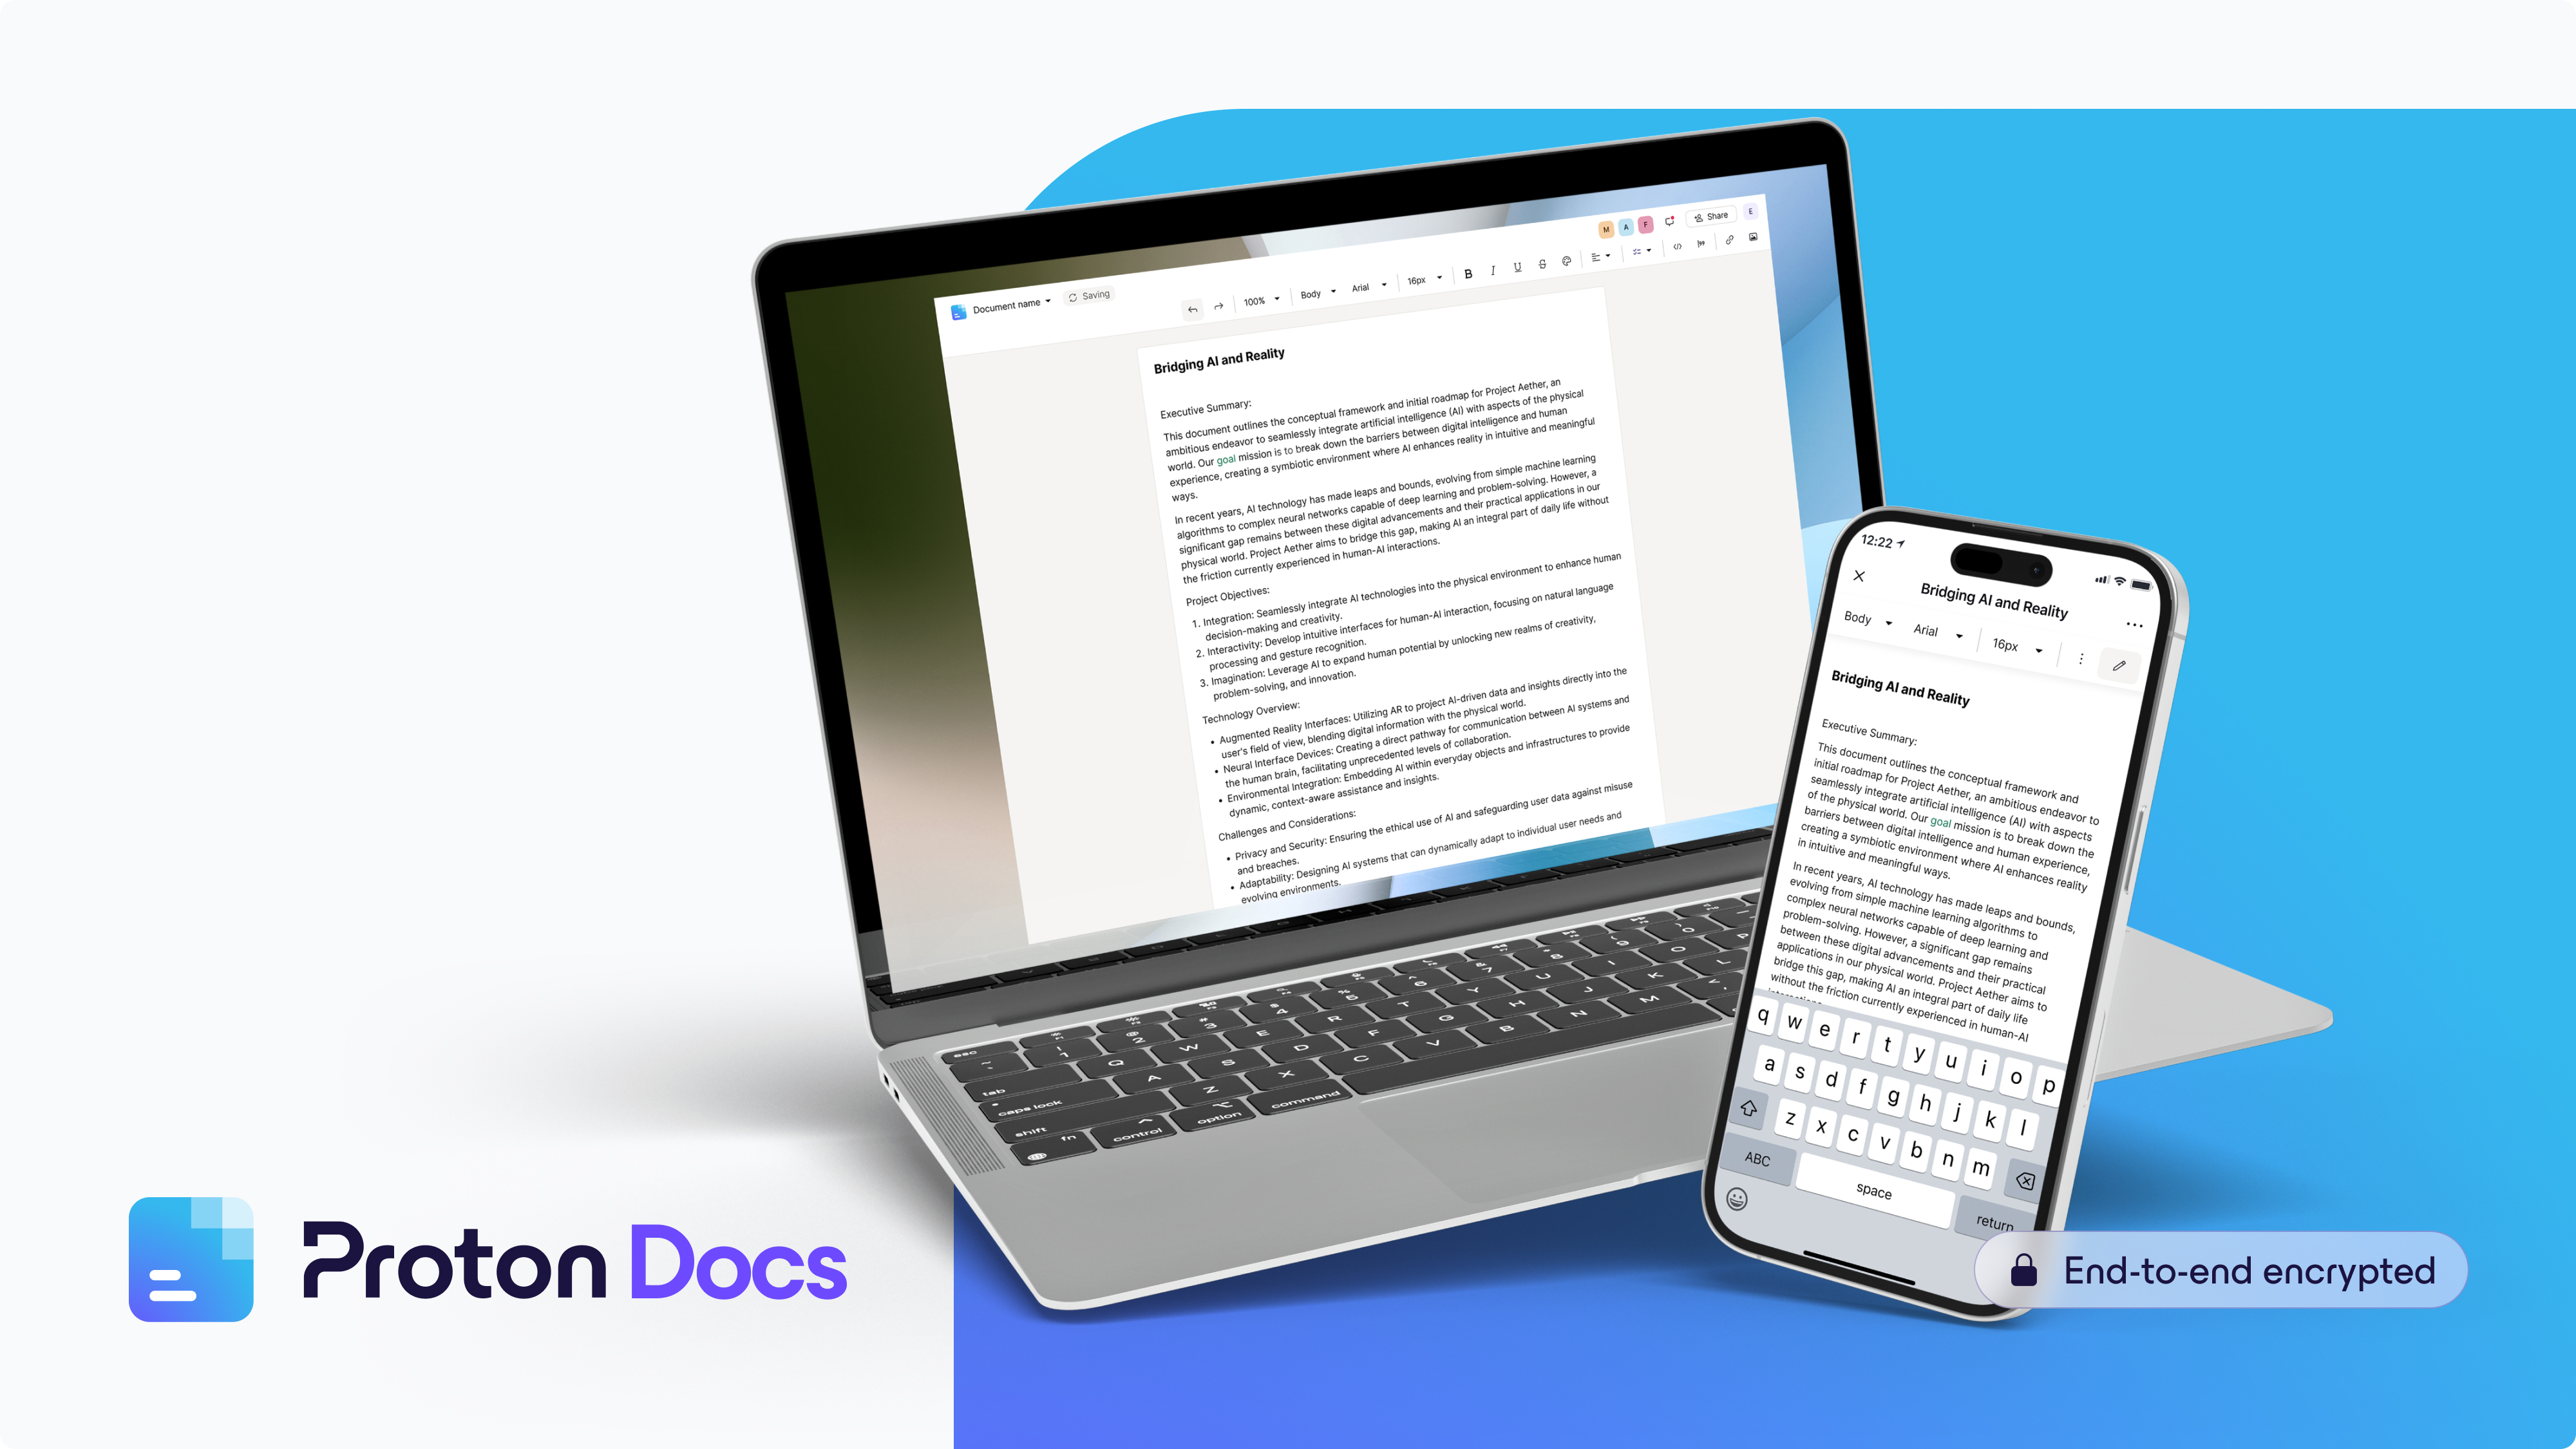 Document name
Saving
M A F
Share
E
100%
Body
Arial
16px
B I U S
Bridging AI and Reality
Executive Summary:
This document outlines the conceptual framework and initial roadmap for Project Aether, an
ambitious endeavor to seamlessly integrate artificial intelligence (AI) with aspects of the physical
world. Our goal mission is to break down the barriers between digital intelligence and human
experience, creating a symbiotic environment where AI enhances reality in intuitive and meaningful
ways.
In recent years, AI technology has made leaps and bounds, evolving from simple machine learning
algorithms to complex neural networks capable of deep learning and problem-solving. However, a
significant gap remains between these digital advancements and their practical applications in our
physical world. Project Aether aims to bridge this gap, making AI an integral part of daily life without
the friction currently experienced in human-AI interactions.
Project Objectives:
1. Integration: Seamlessly integrate AI technologies into the physical environment to enhance human
decision-making and creativity.
2. Interactivity: Develop intuitive interfaces for human-AI interaction, focusing on natural language
processing and gesture recognition.
3. Imagination: Leverage AI to expand human potential by unlocking new realms of creativity,
problem-solving, and innovation.
Technology Overview:
• Augmented Reality Interfaces: Utilizing AR to project AI-driven data and insights directly into the
user's field of view, blending digital information with the physical world.
• Neural Interface Devices: Creating a direct pathway for communication between AI systems and
the human brain, facilitating unprecedented levels of collaboration.
• Environmental Integration: Embedding AI within everyday objects and infrastructures to provide
dynamic, context-aware assistance and insights.
Challenges and Considerations:
• Privacy and Security: Ensuring the ethical use of AI and safeguarding user data against misuse
and breaches.
• Adaptability: Designing AI systems that can dynamically adapt to individual user needs and
evolving environments.
esc
1 2 3 4 5 6 7 8 9 0
tab Q W E R T Y U I O P
caps lock A S D F G H J K L
shift Z X C V B N M
fn control option command
12:22
Bridging AI and Reality
Body
Arial
16px
Bridging AI and Reality
Executive Summary:
This document outlines the conceptual framework and
initial roadmap for Project Aether, an ambitious endeavor to
seamlessly integrate artificial intelligence (AI) with aspects
of the physical world. Our goal mission is to break down the
barriers between digital intelligence and human experience,
creating a symbiotic environment where AI enhances reality
in intuitive and meaningful ways.
In recent years, AI technology has made leaps and bounds,
evolving from simple machine learning algorithms to
complex neural networks capable of deep learning and
problem-solving. However, a significant gap remains
between these digital advancements and their practical
applications in our physical world. Project Aether aims to
bridge this gap, making AI an integral part of daily life
without the friction currently experienced in human-AI
q w e r t y u i o p
a s d f g h j k l
z x c v b n m
ABC
space
return
Proton Docs
End-to-end encrypted